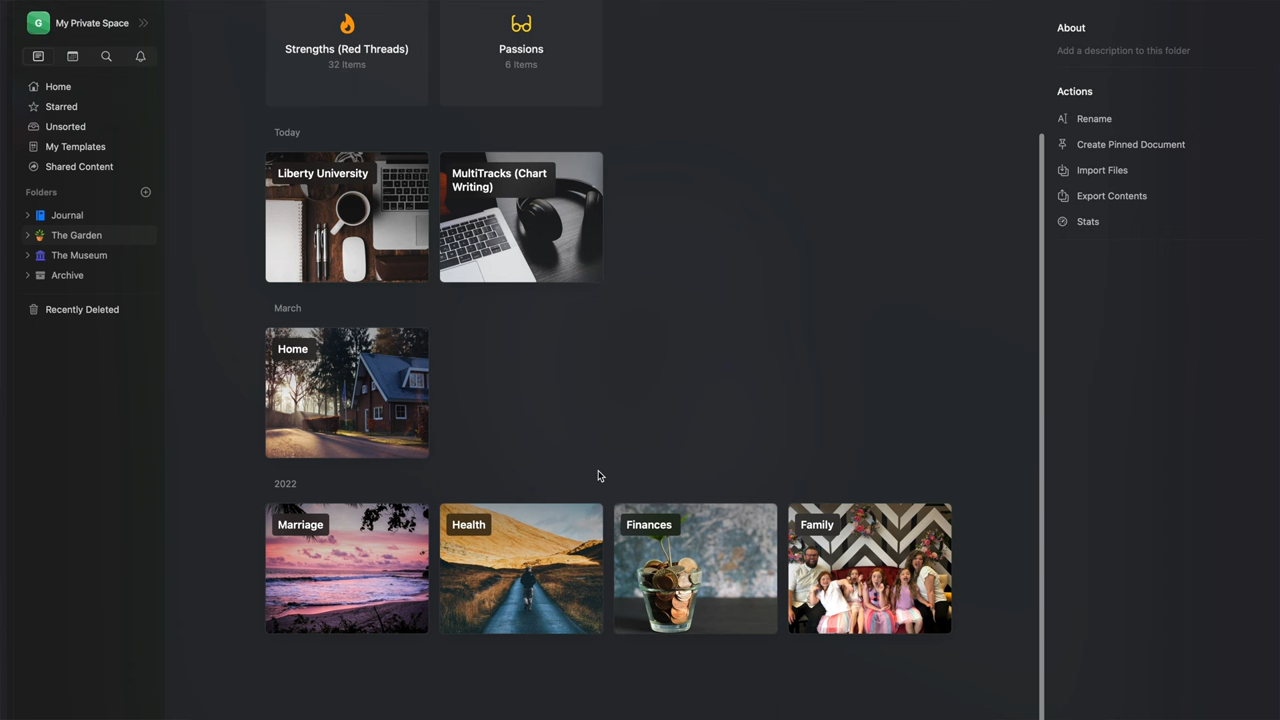 G My Private Space
Home
Starred
Unsorted
My Templates
Shared Content
Folders
Journal
The Garden
The Museum
Archive
Recently Deleted
Strengths (Red Threads)
32 Items
Passions
6 Items
Today
Liberty University
MultiTracks (Chart
Writing)
March
Home
2022
Marriage
Health
Finances
Family
About
Add a description to this folder
Actions
Rename
Create Pinned Document
Import Files
Export Contents
Stats